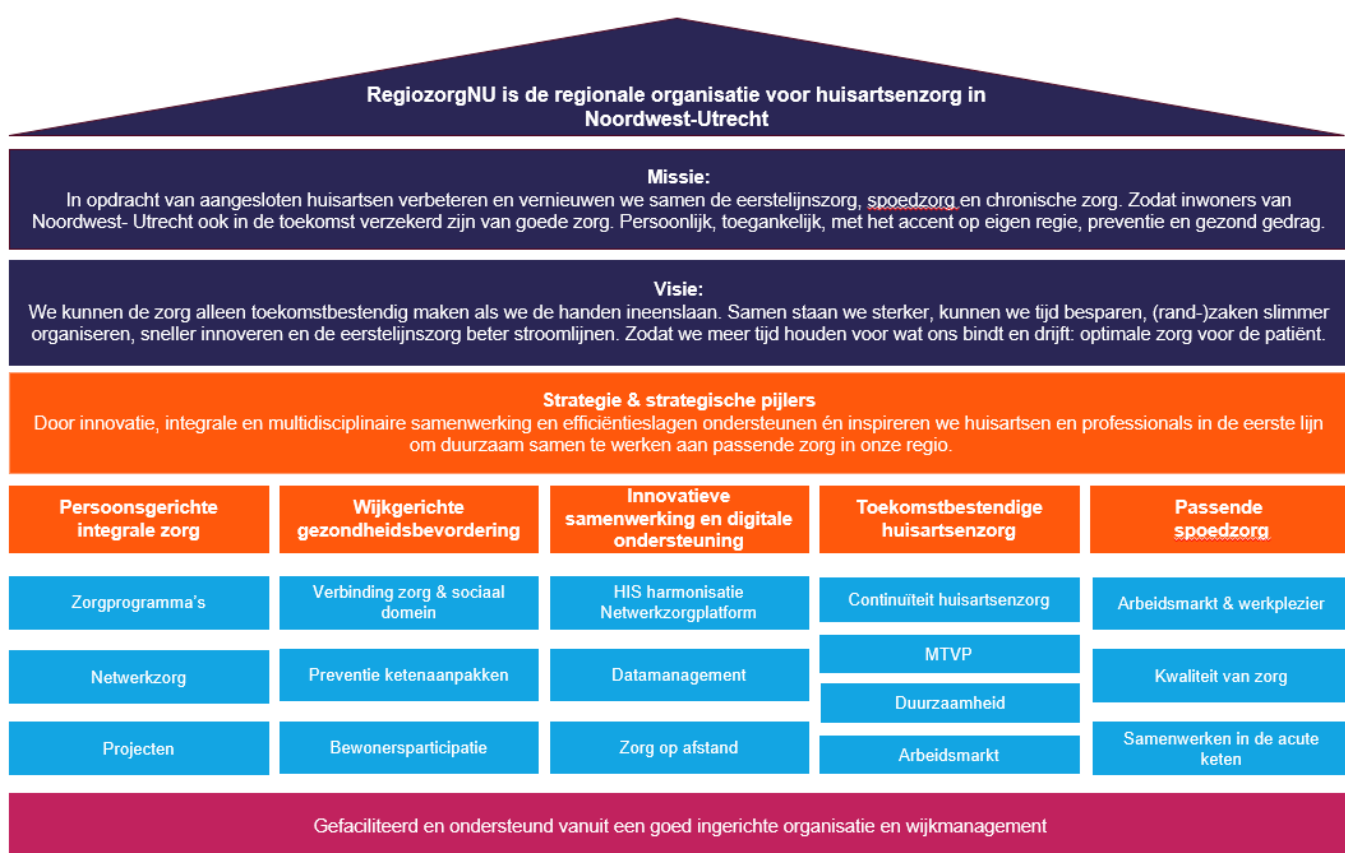 RegiozorgNU is de regionale organisatie voor huisartsenzorg in
Noordwest-Utrecht
Missie:
In opdracht van aangesloten huisartsen verbeteren en vernieuwen we samen de eerstelijnszorg, spoedzorg en chronische zorg. Zodat inwoners van
Noordwest- Utrecht ook in de toekomst verzekerd zijn van goede zorg. Persoonlijk, toegankelijk, met het accent op eigen regie, preventie en gezond gedrag.
Visie:
We kunnen de zorg alleen toekomstbestendig maken als we de handen ineenslaan. Samen staan we sterker, kunnen we tijd besparen, (rand-)zaken slimmer
organiseren, sneller innoveren en de eerstelijnszorg beter stroomlijnen. Zodat we meer tijd houden voor wat ons bindt en drijft: optimale zorg voor de patiënt.
Strategie & strategische pijlers
Door innovatie, integrale en multidisciplinaire samenwerking en efficiëntieslagen ondersteunen én inspireren we huisartsen en professionals in de eerste lijn
om duurzaam samen te werken aan passende zorg in onze regio.
Persoonsgerichte
integrale zorg
Zorgprogramma's
Netwerkzorg
Projecten
Wijkgerichte
gezondheidsbevordering
Verbinding zorg & sociaal
domein
Preventie ketenaanpakken
Bewonersparticipatie
Innovatieve
samenwerking en digitale
ondersteuning
HIS harmonisatie
Netwerkzorgplatform
Datamanagement
Zorg op afstand
Toekomstbestendige
huisartsenzorg
Continuïteit huisartsenzorg
MTVP
Duurzaamheid
Arbeidsmarkt
Passende
spoedzorg
Arbeidsmarkt & werkplezier
Kwaliteit van zorg
Samenwerken in de acute
keten
Gefaciliteerd en ondersteund vanuit een goed ingerichte organisatie en wijkmanagement